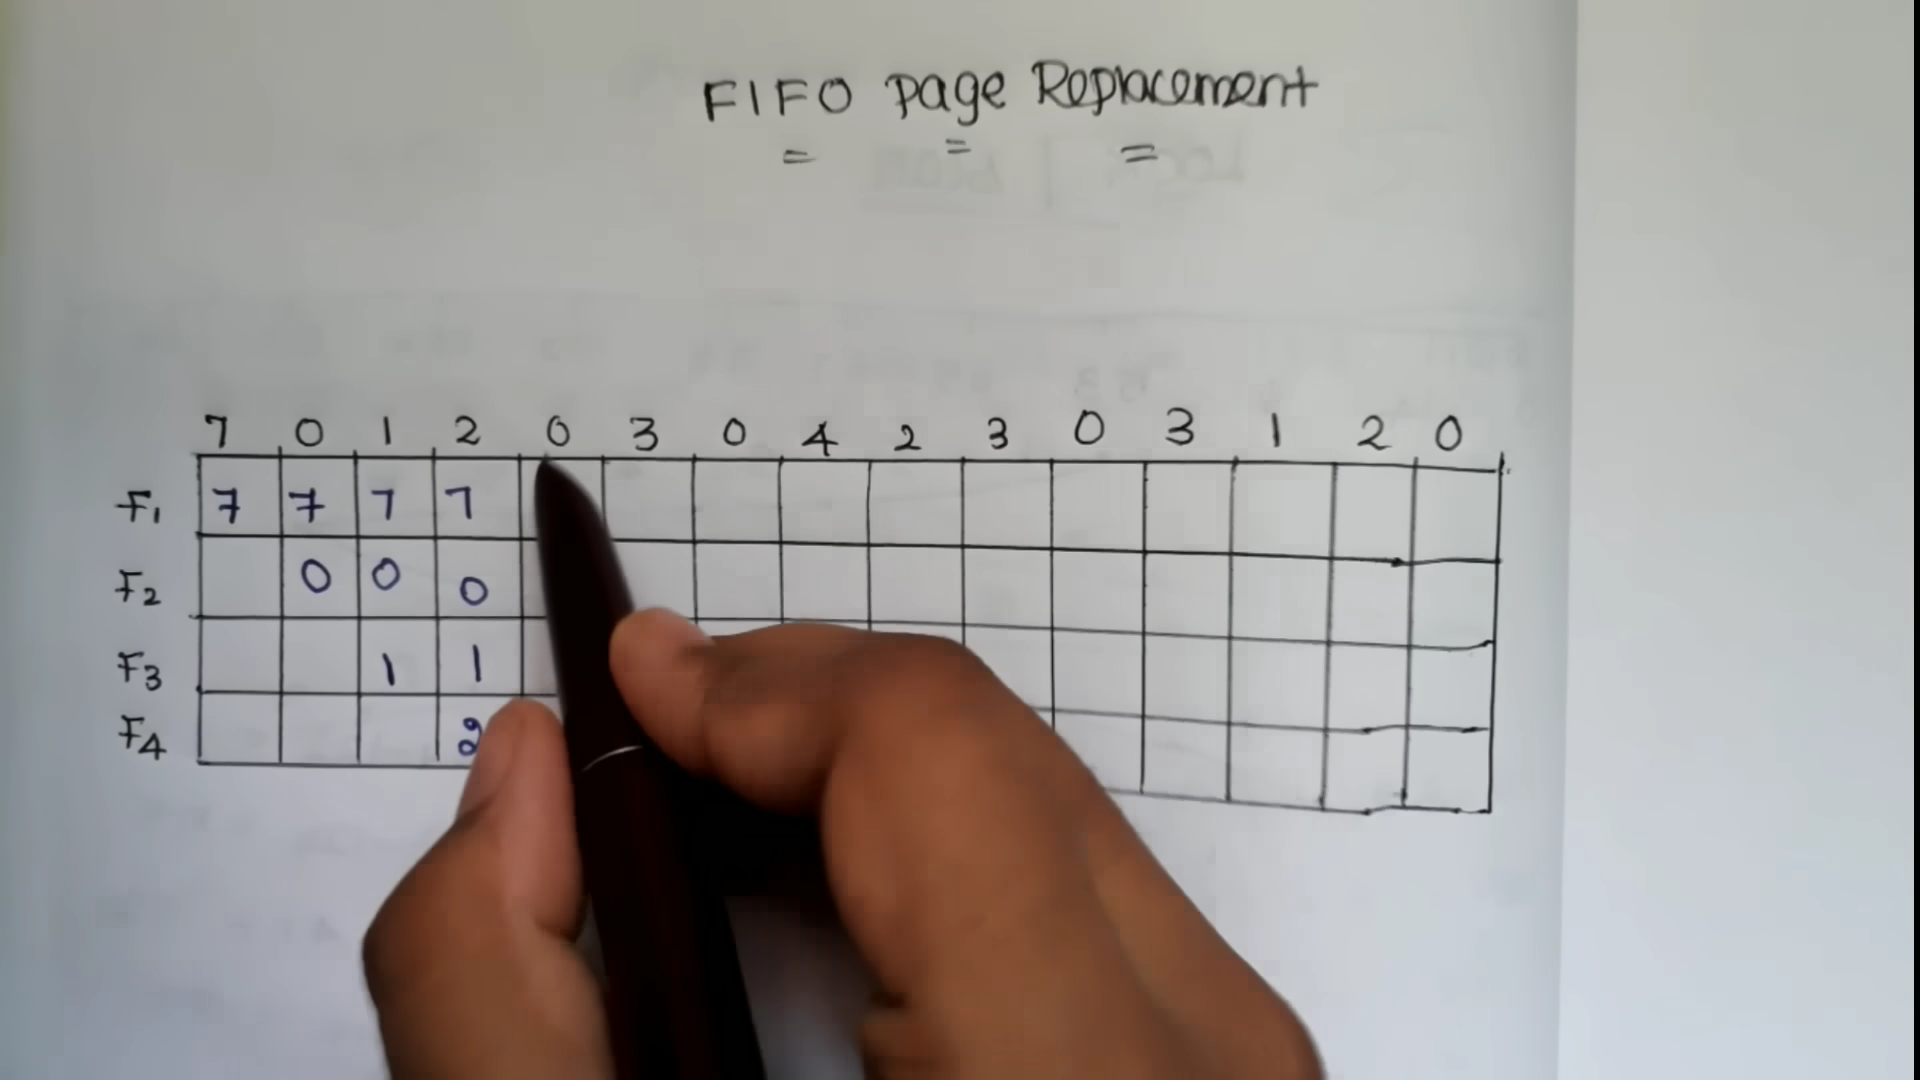 FIFO Page Replacement
= = =
7 0 1 2 0 3 0 4 2 3 0 3 1 2 0
F1 7 7 7 7
F2 0 0 0
F3 1 1
F4 2